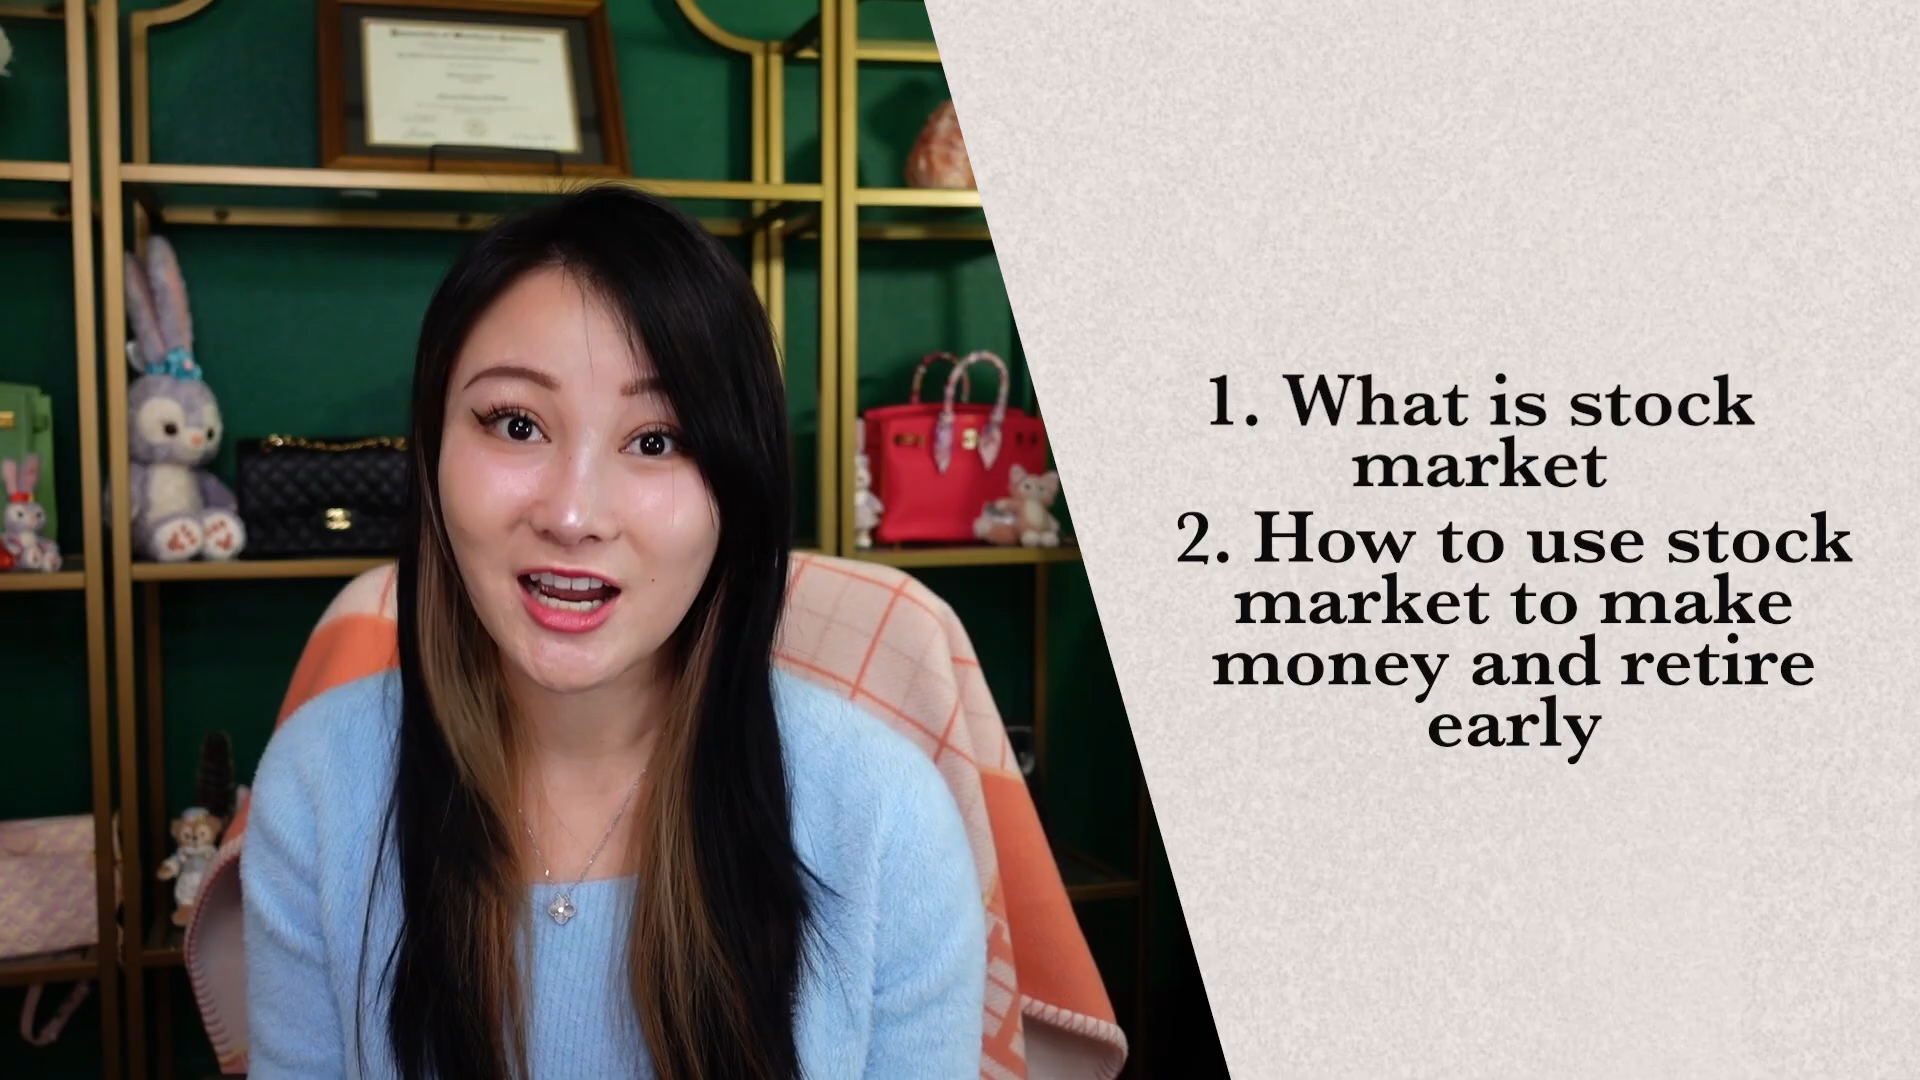 1. What is stock
market
2. How to use stock
market to make
money and retire
early